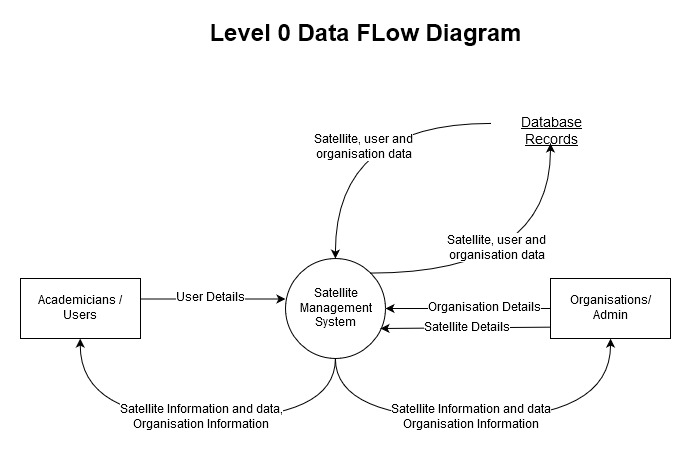 Level 0 Data FLow Diagram
Database
Records
Satellite, user and
organisation data
Satellite, user and
organisation data
Academicians /
Users
User Details
Satellite
Management
System
Organisation Details
Satellite Details
Organisations/
Admin
Satellite Information and data,
Organisation Information
Satellite Information and data
Organisation Information